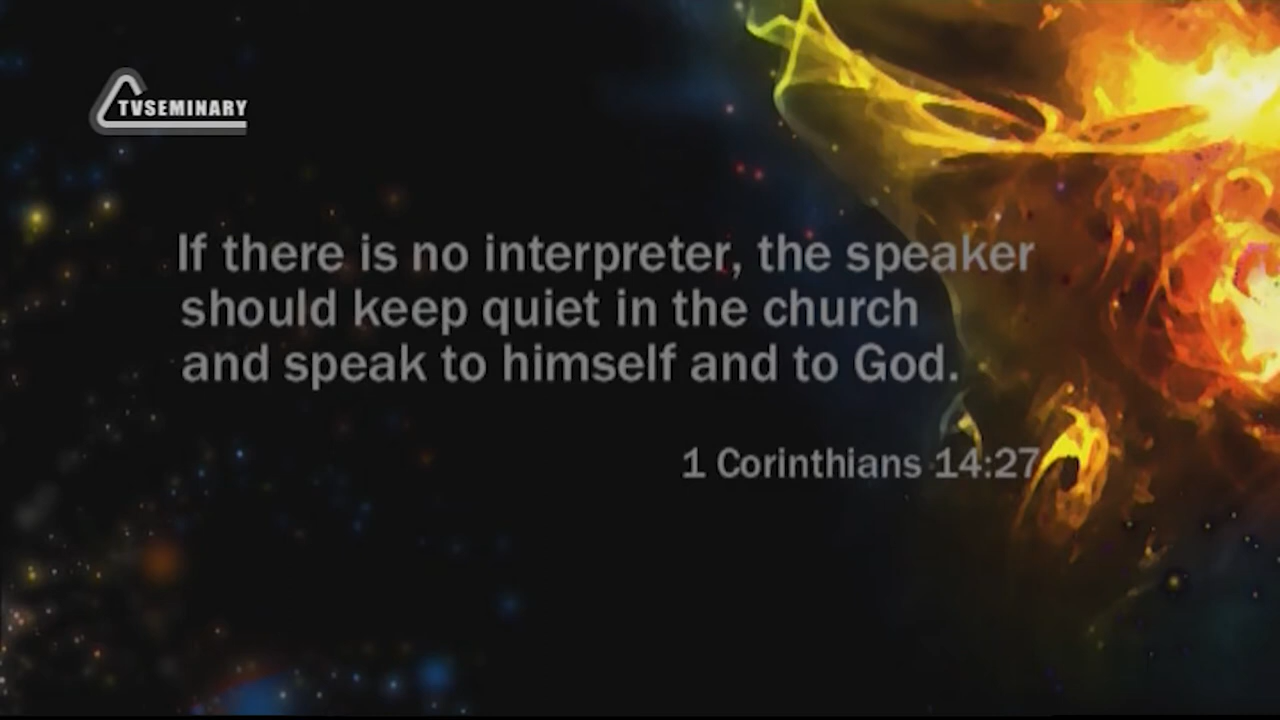 TVSEMINARY
If there is no interpreter, the speaker
should keep quiet in the church
and speak to himself and to God.
1 Corinthians 14:27